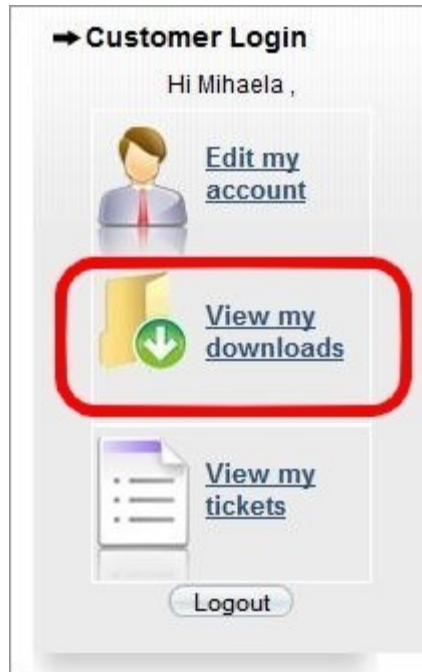 Customer Login
Hi Mihaela ,
Edit my
account
View my
downloads
View my
tickets
Logout